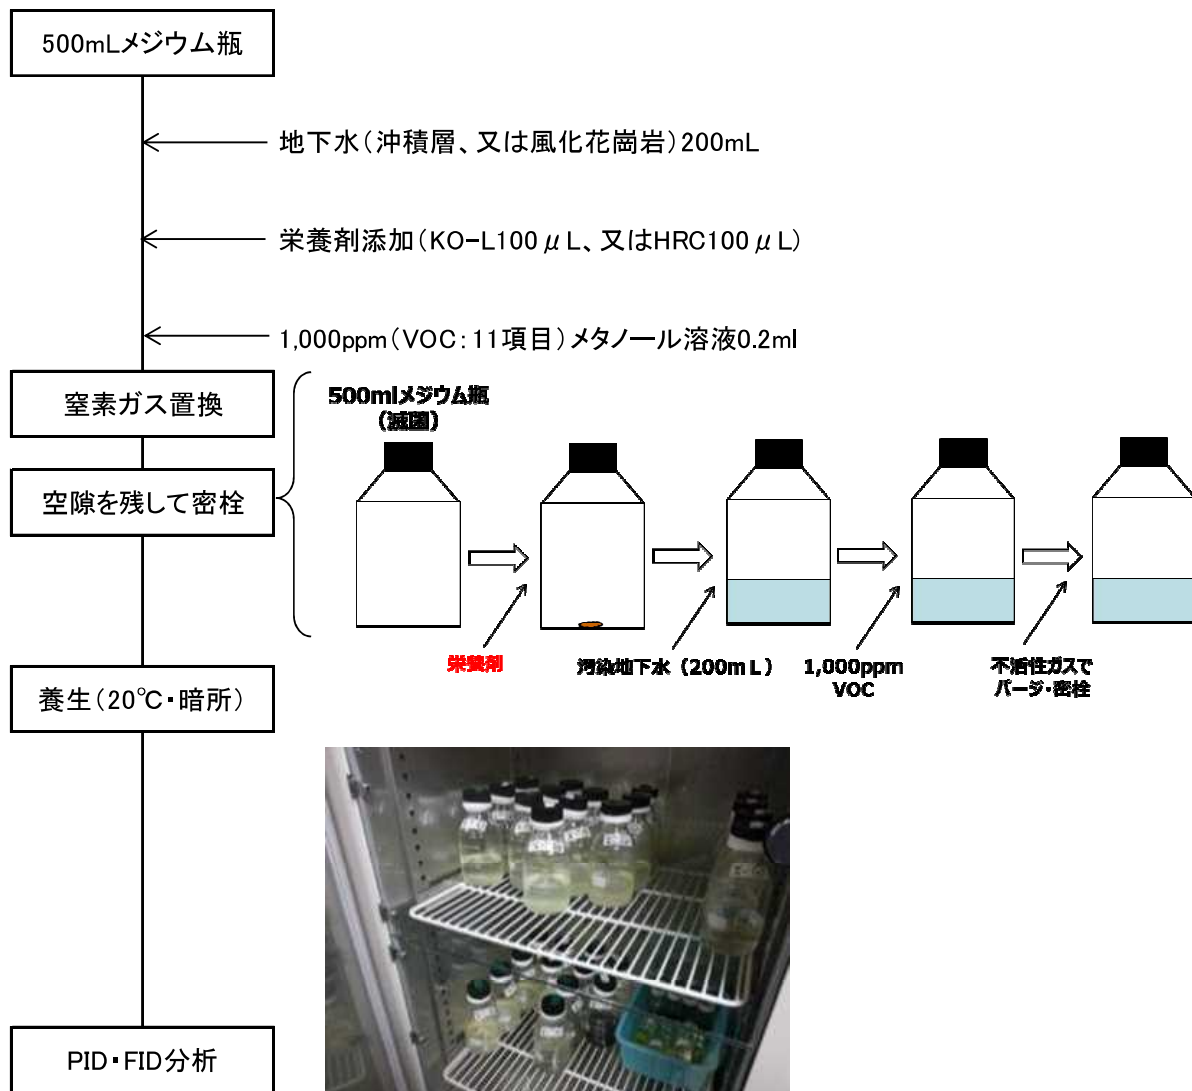 500mLメジウム瓶
地下水(沖積層、又は風化花崗岩)200mL
栄養剤添加(KO-L100μL、又はHRC100μL)
1,000ppm(VOC:11項目)メタノール溶液0.2ml
窒素ガス置換
空隙を残して密栓
500mlメジウム瓶
(滅菌)
栄養剤
汚染地下水(200mL)
1,000ppm
VOC
不活性ガスで
パージ・密栓
養生(20℃・暗所)
PID・FID分析